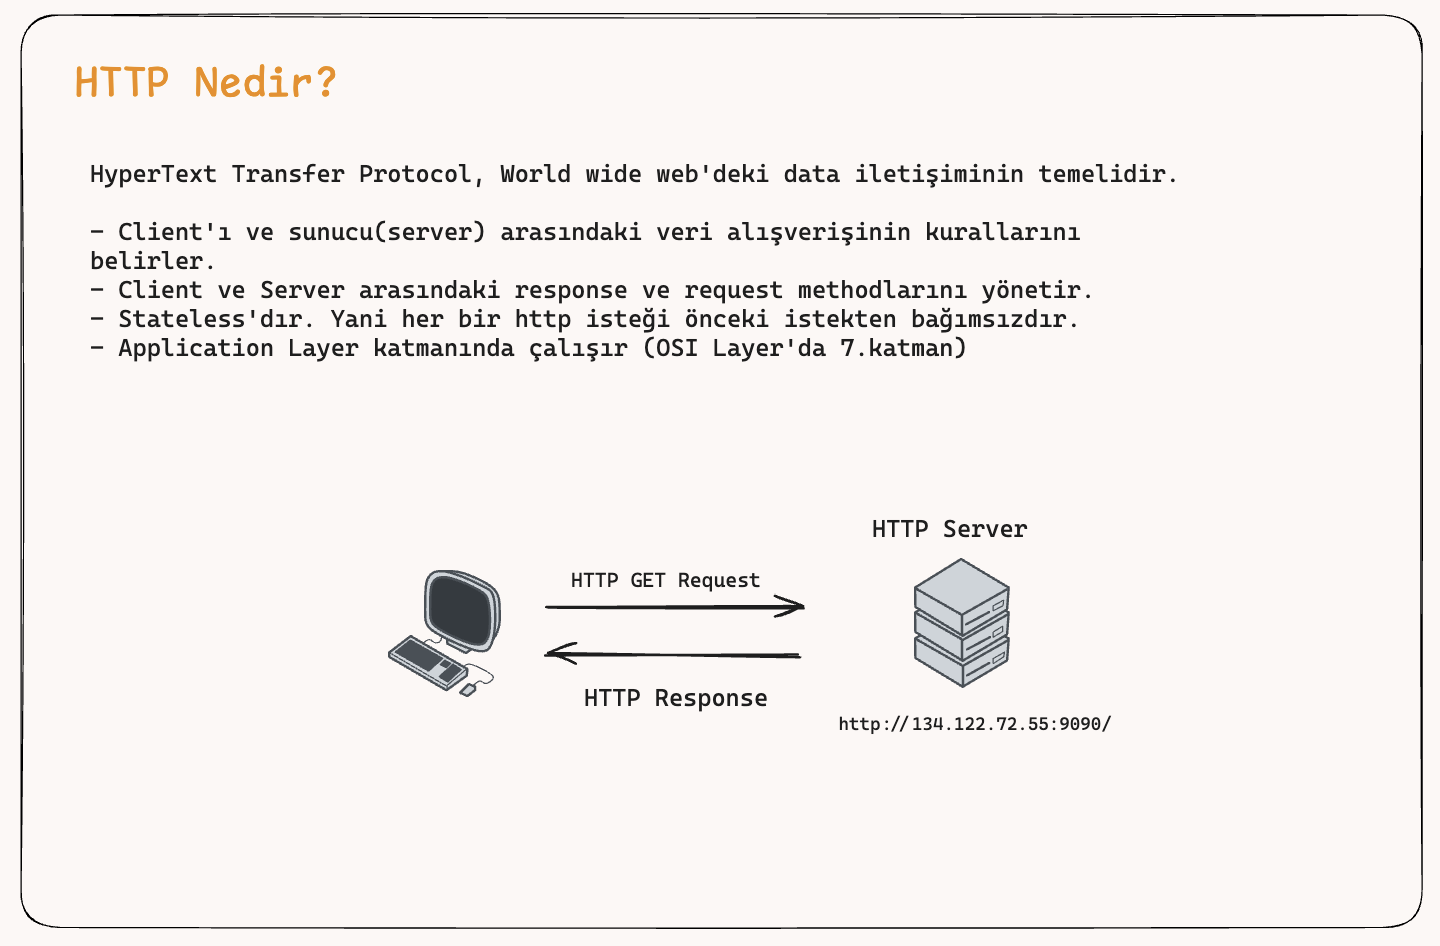 HTTP Nedir?
HyperText Transfer Protocol, World wide web'deki data iletişiminin temelidir.
- Client'ı ve sunucu(server) arasındaki veri alışverişinin kurallarını
belirler.
- Client ve Server arasındaki response ve request methodlarını yönetir.
- Stateless'dır. Yani her bir http isteği önceki istekten bağımsızdır.
- Application Layer katmanında çalışır (OSI Layer'da 7.katman)
HTTP Server
HTTP GET Request
HTTP Response
http://134.122.72.55:9090/